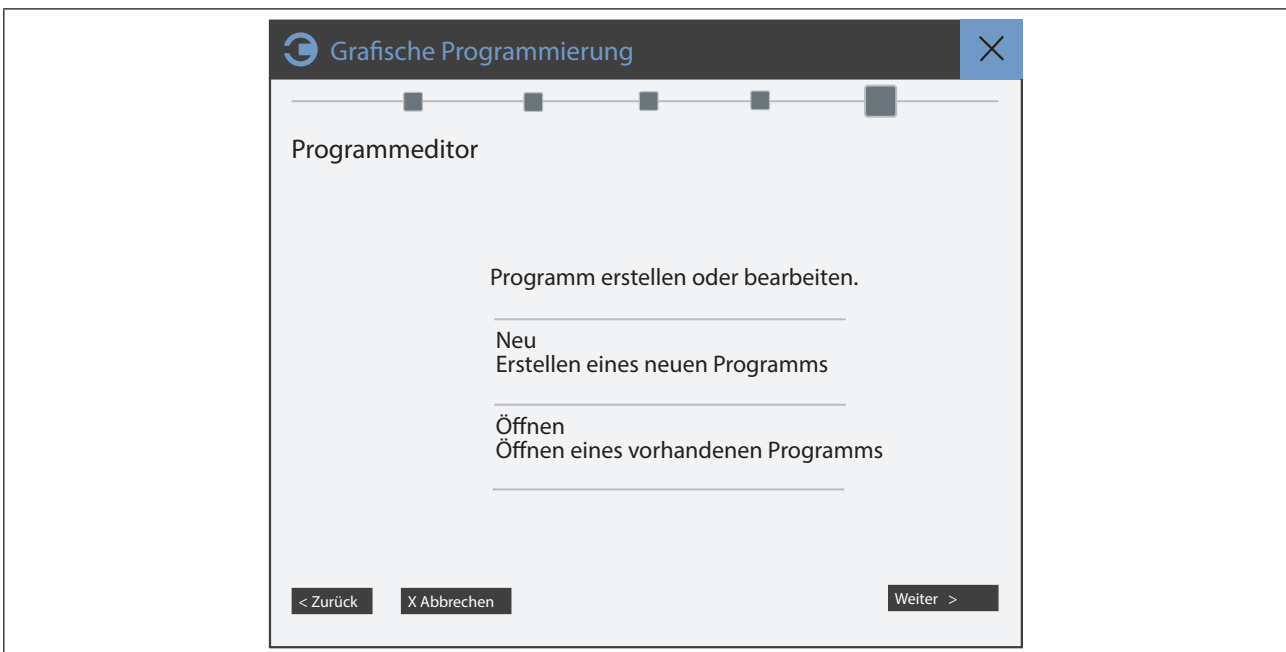 Grafische Programmierung
Programmeditor
Programm erstellen oder bearbeiten.
Neu
Erstellen eines neuen Programms
Öffnen
Öffnen eines vorhandenen Programms
< Zurück
X Abbrechen
Weiter >